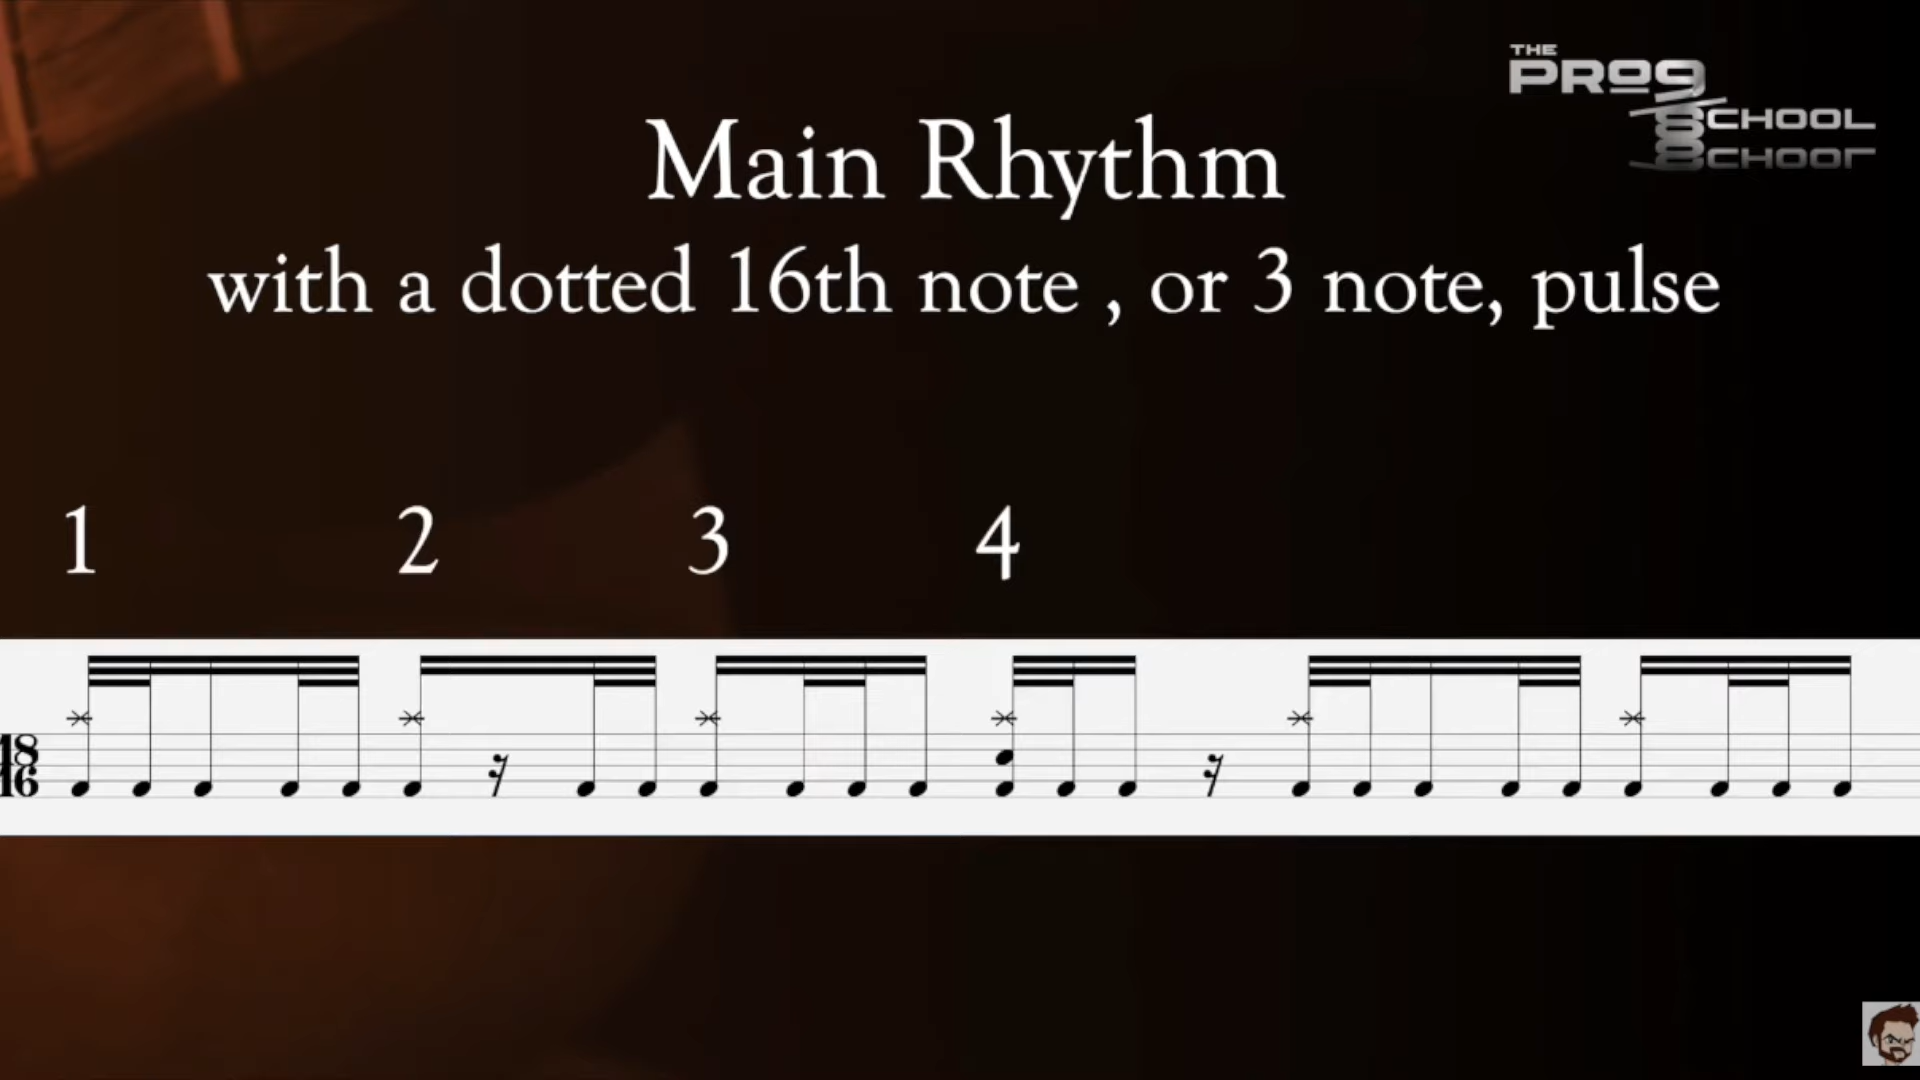 THE
PROG
SCHOOL
Main Rhythm
with a dotted 16th note , or 3 note, pulse
1 2 3 4
18
16